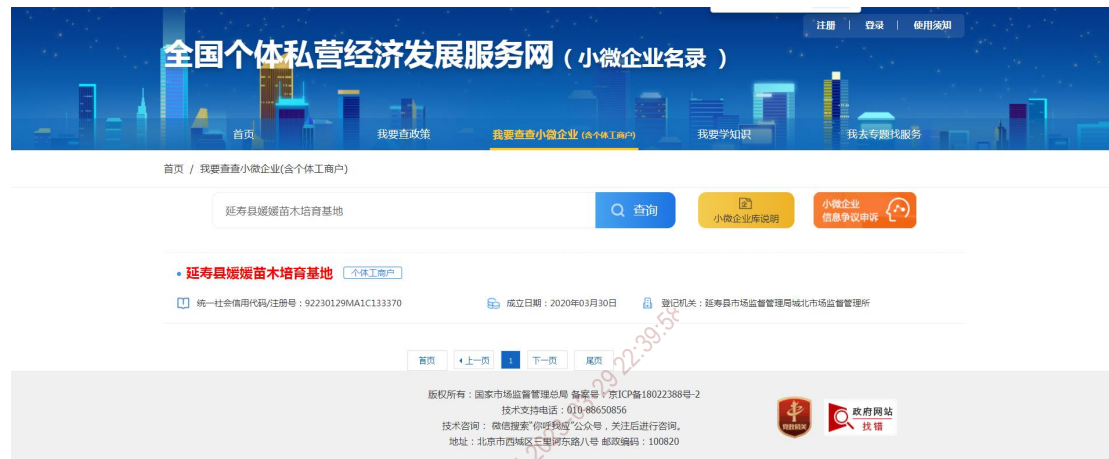 注册 | 登录 | 使用须知
全国个体私营经济发展服务网（小微企业名录 ）
首页 我要查政策 我要查查小微企业 (含个体工商户) 我要学知识 我去专题找服务
首页 / 我要查查小微企业(含个体工商户)
延寿县媛媛苗木培育基地 查询 小微企业库说明 小微企业
信息争议申诉
延寿县媛媛苗木培育基地 个体工商户
统一社会信用代码/注册号：92230129MA1C133370 成立日期：2020年03月30日 登记机关：延寿县市场监督管理局城北市场监督管理所
首页 上一页 1 下一页 尾页
版权所有：国家市场监督管理总局 备案号：京ICP备18022388号-2
技术支持电话：010-88650856
技术咨询： 微信搜索"你呼我应"公众号，关注后进行咨询。
地址：北京市西城区三里河东路八号 邮政编码：100820
党政机关
政府网站
找错
2023-03-29 22:39:58